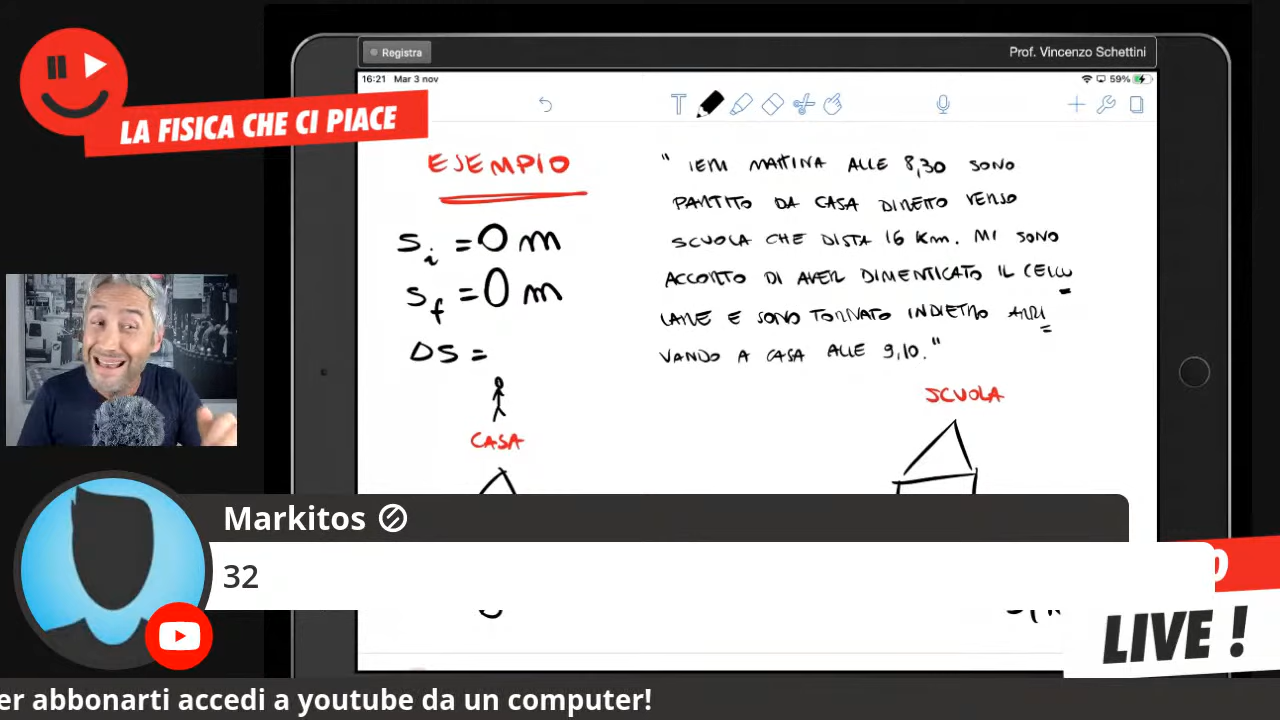 Registra
Prof. Vincenzo Schettini
16:21 Mar 3 nov
59%
LA FISICA CHE CI PIACE
ESEMPIO
Si = 0 m
Sf = 0 m
ΔS =
CASA
" IERI MATTINA ALLE 8,30 SONO
PARTITO DA CASA DIRETTO VERSO
SCUOLA CHE DISTA 16 Km. MI SONO
ACCORTO DI AVER DIMENTICATO IL CELLU
LARE E SONO TORNATO INDIETRO ARRI
VANDO A CASA ALLE 9,10."
SCUOLA
Markitos
32
LIVE !
er abbonarti accedi a youtube da un computer!